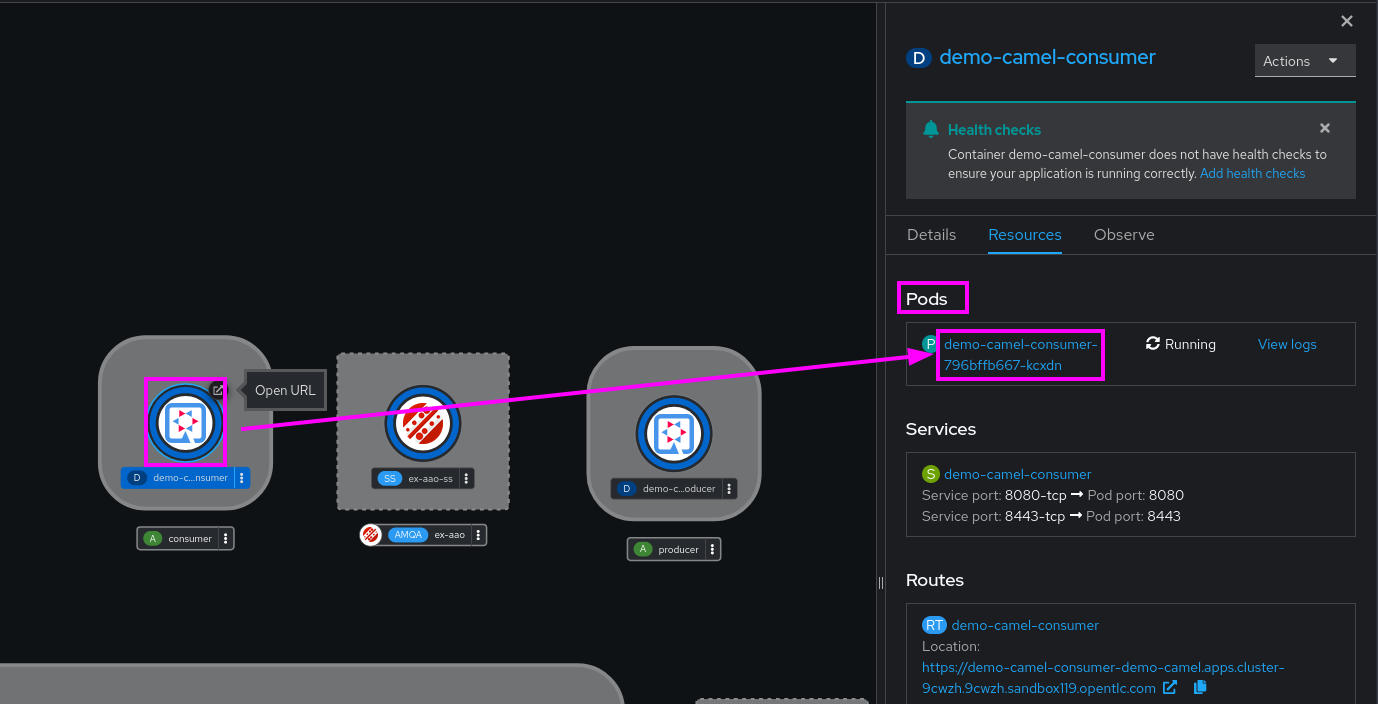 D demo-camel-consumer
Actions
Health checks
Container demo-camel-consumer does not have health checks to
ensure your application is running correctly. Add health checks
Details Resources Observe
Pods
P demo-camel-consumer-
796bffb667-kcxdn
Running
View logs
Services
S demo-camel-consumer
Service port: 8080-tcp → Pod port: 8080
Service port: 8443-tcp → Pod port: 8443
Routes
RT demo-camel-consumer
Location:
https://demo-camel-consumer-demo-camel.apps.cluster-
9cwzh.9cwzh.sandbox119.opentlc.com
Open URL
D demo-c...nsumer
A consumer
SS ex-aao-ss
AMQA ex-aao
D demo-c...oducer
A producer